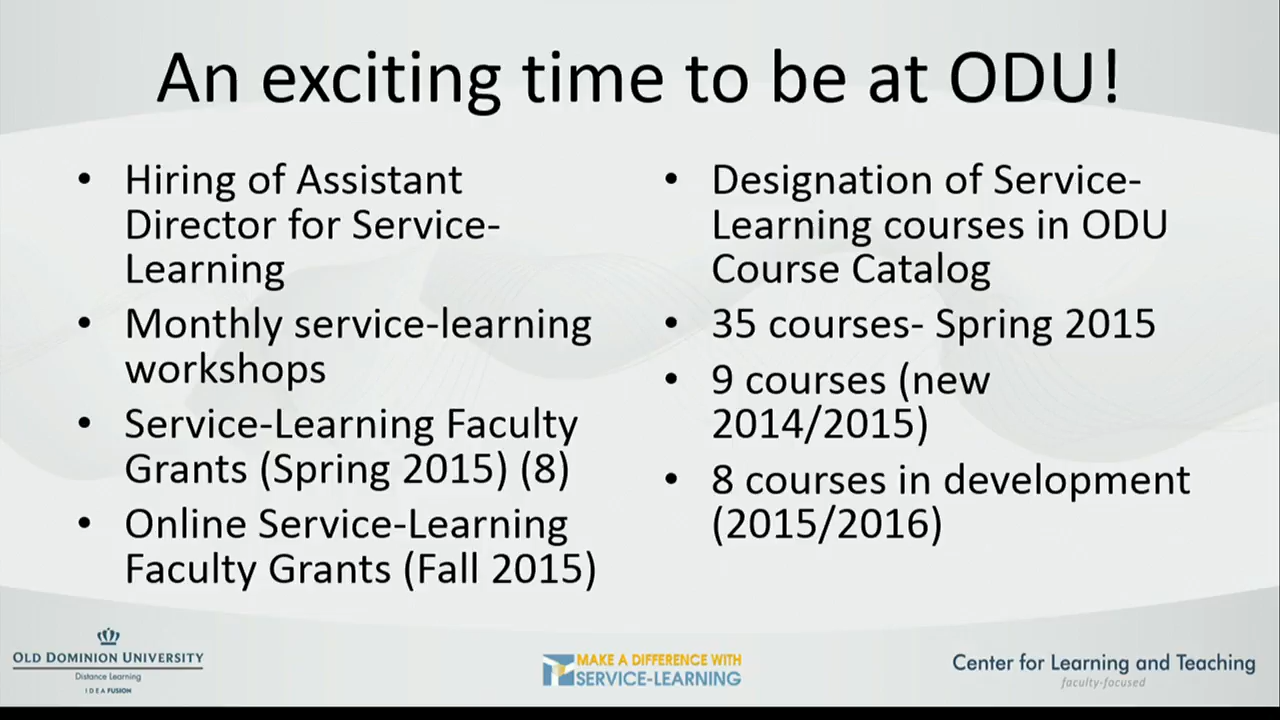 An exciting time to be at ODU!
• Hiring of Assistant
Director for Service-
Learning
• Monthly service-learning
workshops
• Service-Learning Faculty
Grants (Spring 2015) (8)
• Online Service-Learning
Faculty Grants (Fall 2015)
• Designation of Service-
Learning courses in ODU
Course Catalog
• 35 courses- Spring 2015
• 9 courses (new
2014/2015)
• 8 courses in development
(2015/2016)
OLD DOMINION UNIVERSITY
Distance Learning
IDEA FUSION
MAKE A DIFFERENCE WITH
SERVICE-LEARNING
Center for Learning and Teaching
faculty-focused